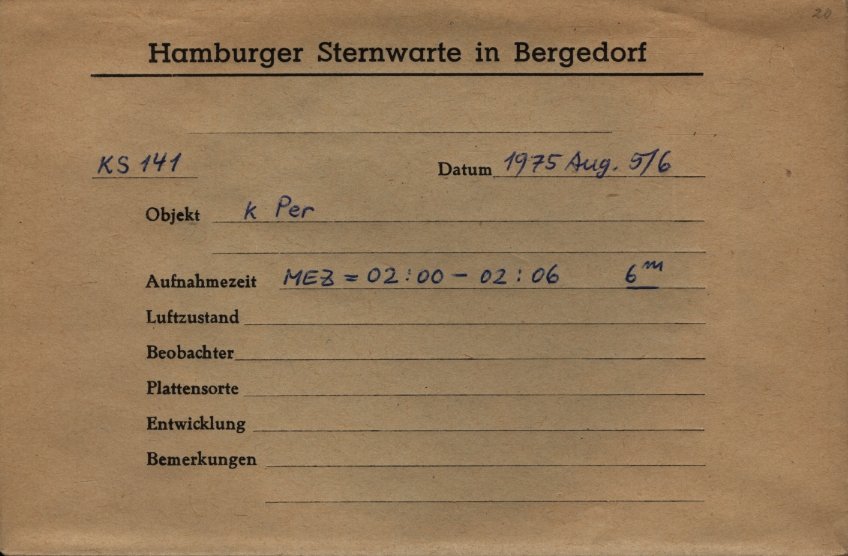 20
Hamburger Sternwarte in Bergedorf
KS 141 Datum 1975 Aug. 5/6
Objekt k Per
Aufnahmezeit MEZ = 02:00 - 02:06 6ᵐ
Luftzustand
Beobachter
Plattensorte
Entwicklung
Bemerkungen